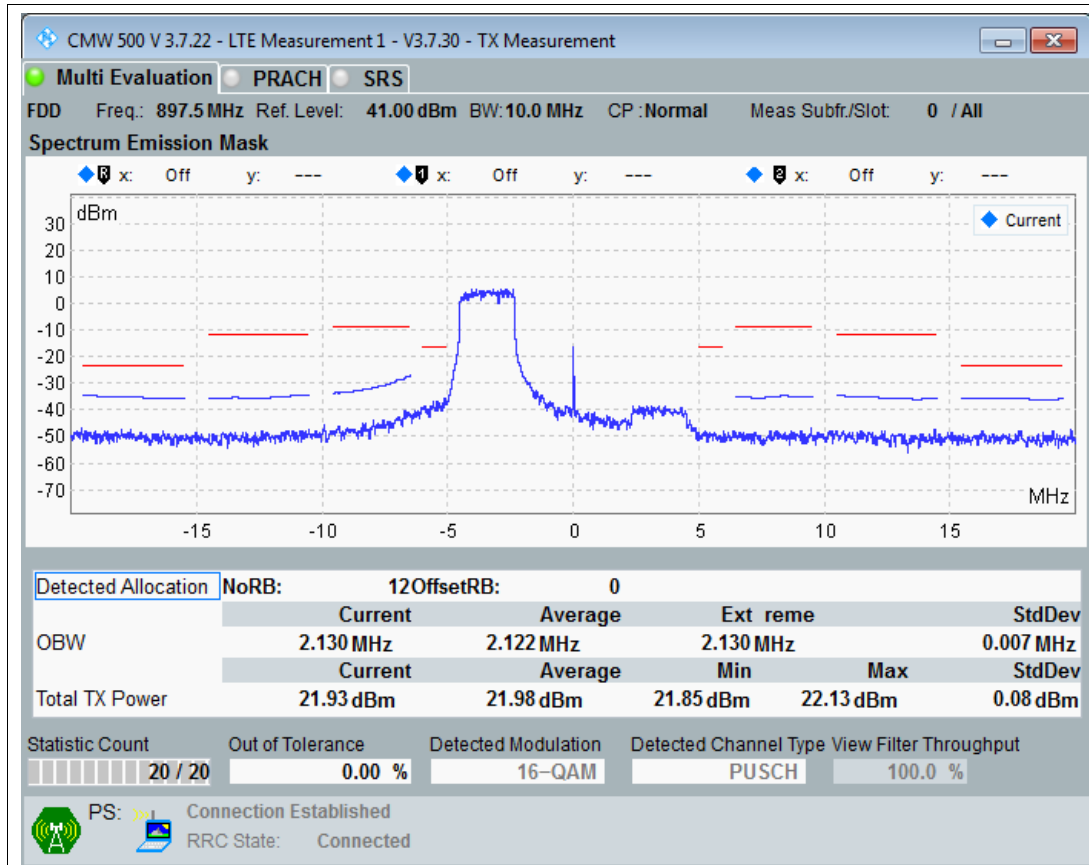 CMW 500 V 3.7.22 - LTE Measurement 1 - V3.7.30 - TX Measurement
Multi Evaluation PRACH SRS
FDD Freq.: 897.5 MHz Ref. Level: 41.00 dBm BW: 10.0 MHz CP : Normal Meas Subfr./Slot: 0 / All
Spectrum Emission Mask
R x: Off y: --- 1 x: Off y: --- 2 x: Off y: ---
dBm
Current
30
20
10
0
-10
-20
-30
-40
-50
-60
-70
MHz
-15 -10 -5 0 5 10 15
Detected Allocation NoRB: 12 OffsetRB: 0
Current Average Ext reme StdDev
OBW 2.130 MHz 2.122 MHz 2.130 MHz 0.007 MHz
Current Average Min Max StdDev
Total TX Power 21.93 dBm 21.98 dBm 21.85 dBm 22.13 dBm 0.08 dBm
Statistic Count Out of Tolerance Detected Modulation Detected Channel Type View Filter Throughput
20 / 20 0.00 % 16-QAM PUSCH 100.0 %
PS: Connection Established
RRC State: Connected